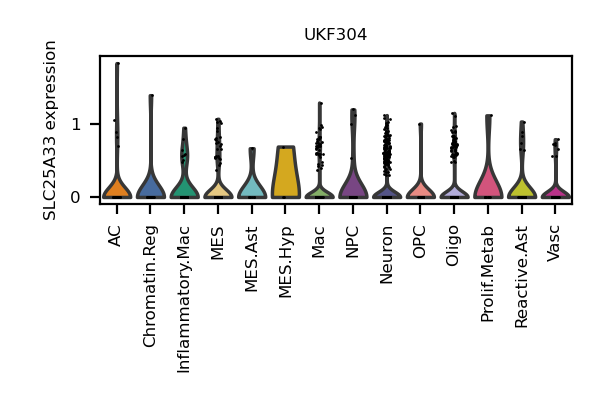 UKF304
SLC25A33 expression
1
0
AC
Chromatin.Reg
Inflammatory.Mac
MES
MES.Ast
MES.Hyp
Mac
NPC
Neuron
OPC
Oligo
Prolif.Metab
Reactive.Ast
Vasc